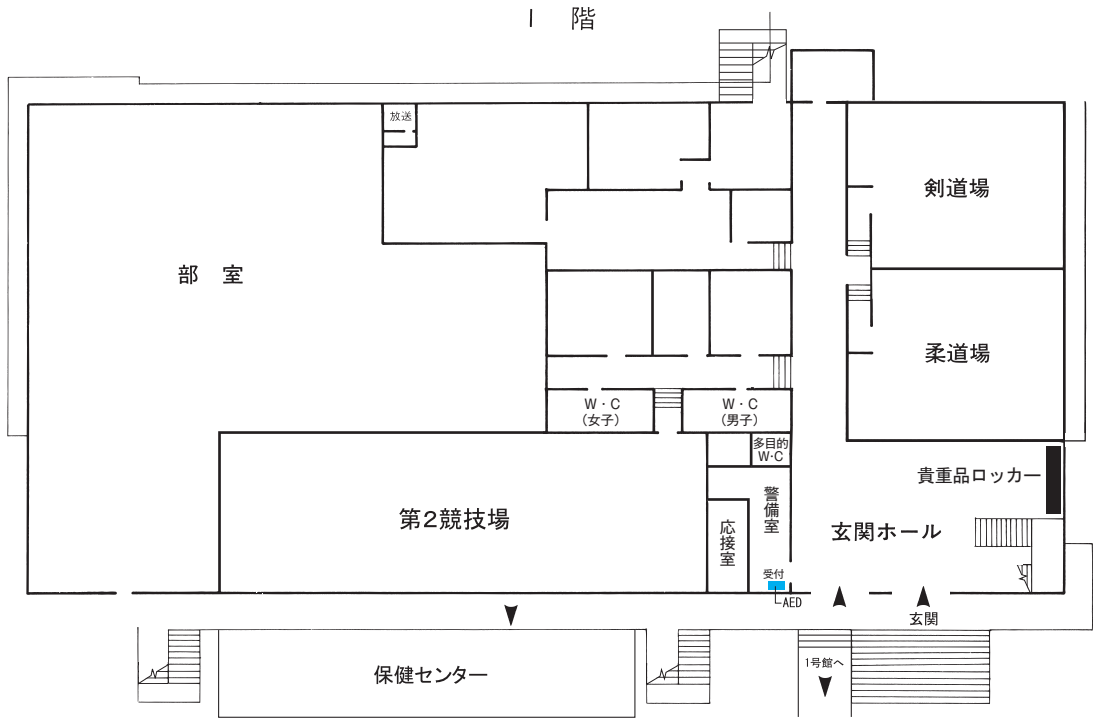 1 階
放送
剣道場
部 室
柔道場
W・C
(女子)
W・C
(男子)
多目的
W・C
貴重品ロッカー
警備室
第2競技場
応接室
玄関ホール
受付
AED
玄関
1号館へ
保健センター